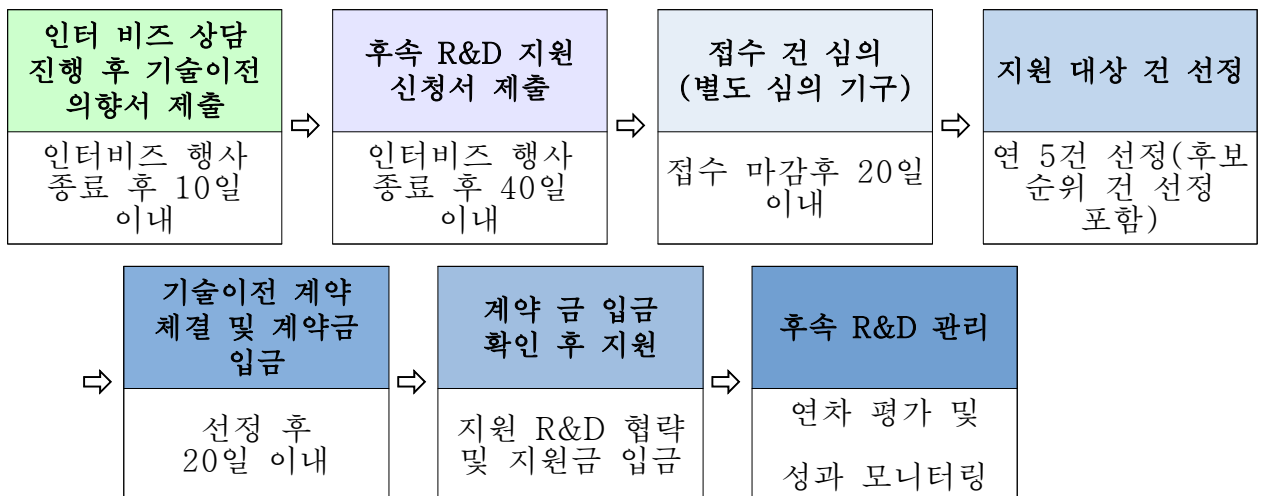 인터 비즈 상담
진행 후 기술이전
의향서 제출
인터비즈 행사
종료 후 10일
이내
⇨
후속 R&D 지원
신청서 제출
인터비즈 행사
종료 후 40일
이내
⇨
접수 건 심의
(별도 심의 기구)
접수 마감후 20일
이내
⇨
지원 대상 건 선정
연 5건 선정(후보
순위 건 선정
포함)
⇨
기술이전 계약
체결 및 계약금
입금
선정 후
20일 이내
⇨
계약 금 입금
확인 후 지원
지원 R&D 협략
및 지원금 입금
⇨
후속 R&D 관리
연차 평가 및
성과 모니터링